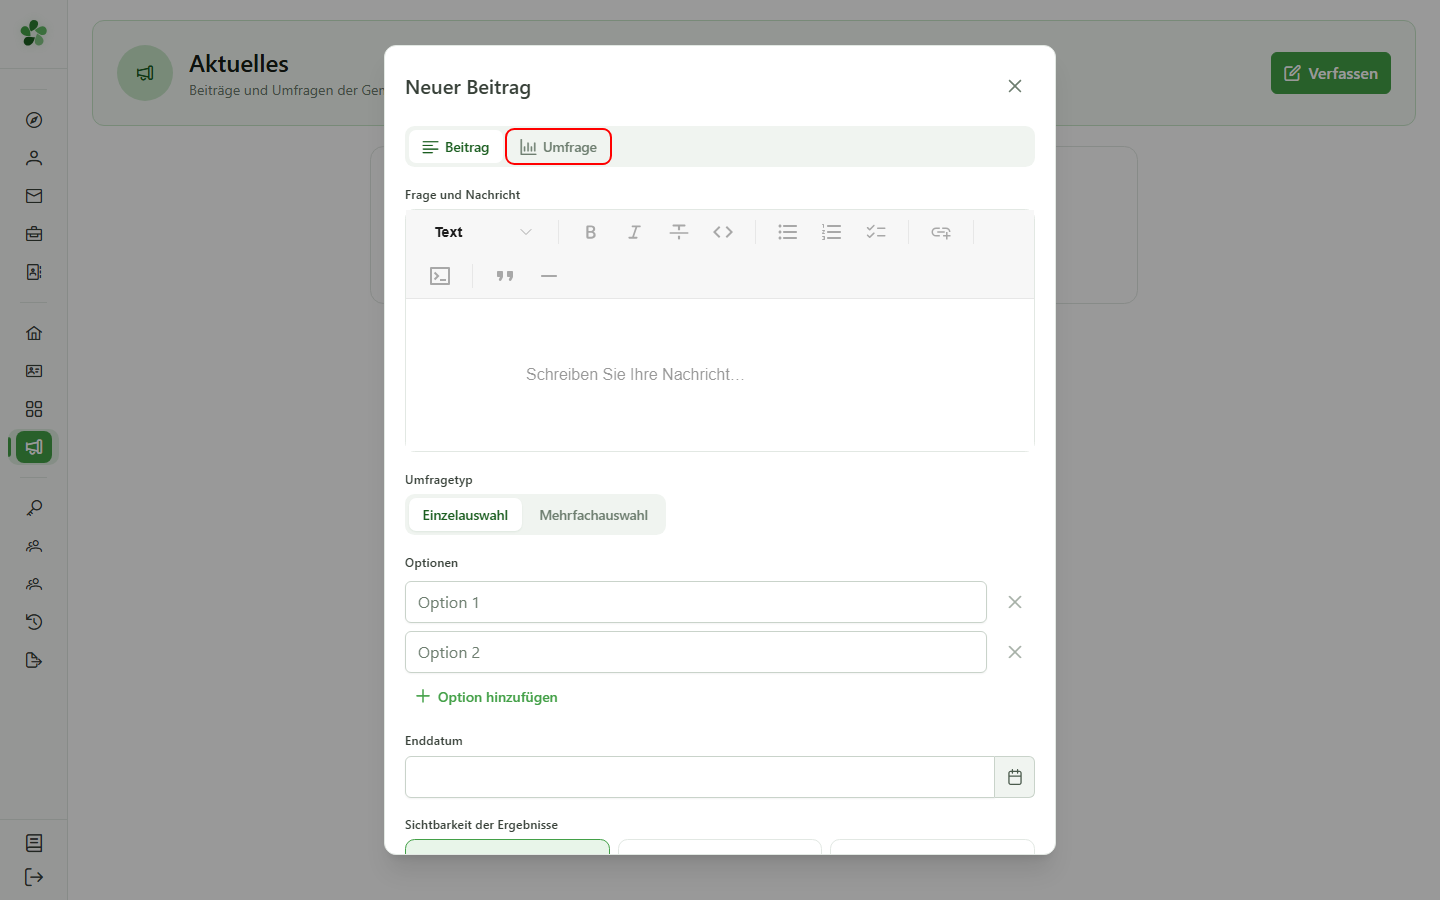 Aktuelles
Beiträge und Umfragen der Ger
Verfassen
Neuer Beitrag
Beitrag
Umfrage
Frage und Nachricht
Text
Schreiben Sie Ihre Nachricht...
Umfragetyp
Einzelauswahl
Mehrfachauswahl
Optionen
Option 1
Option 2
Option hinzufügen
Enddatum
Sichtbarkeit der Ergebnisse